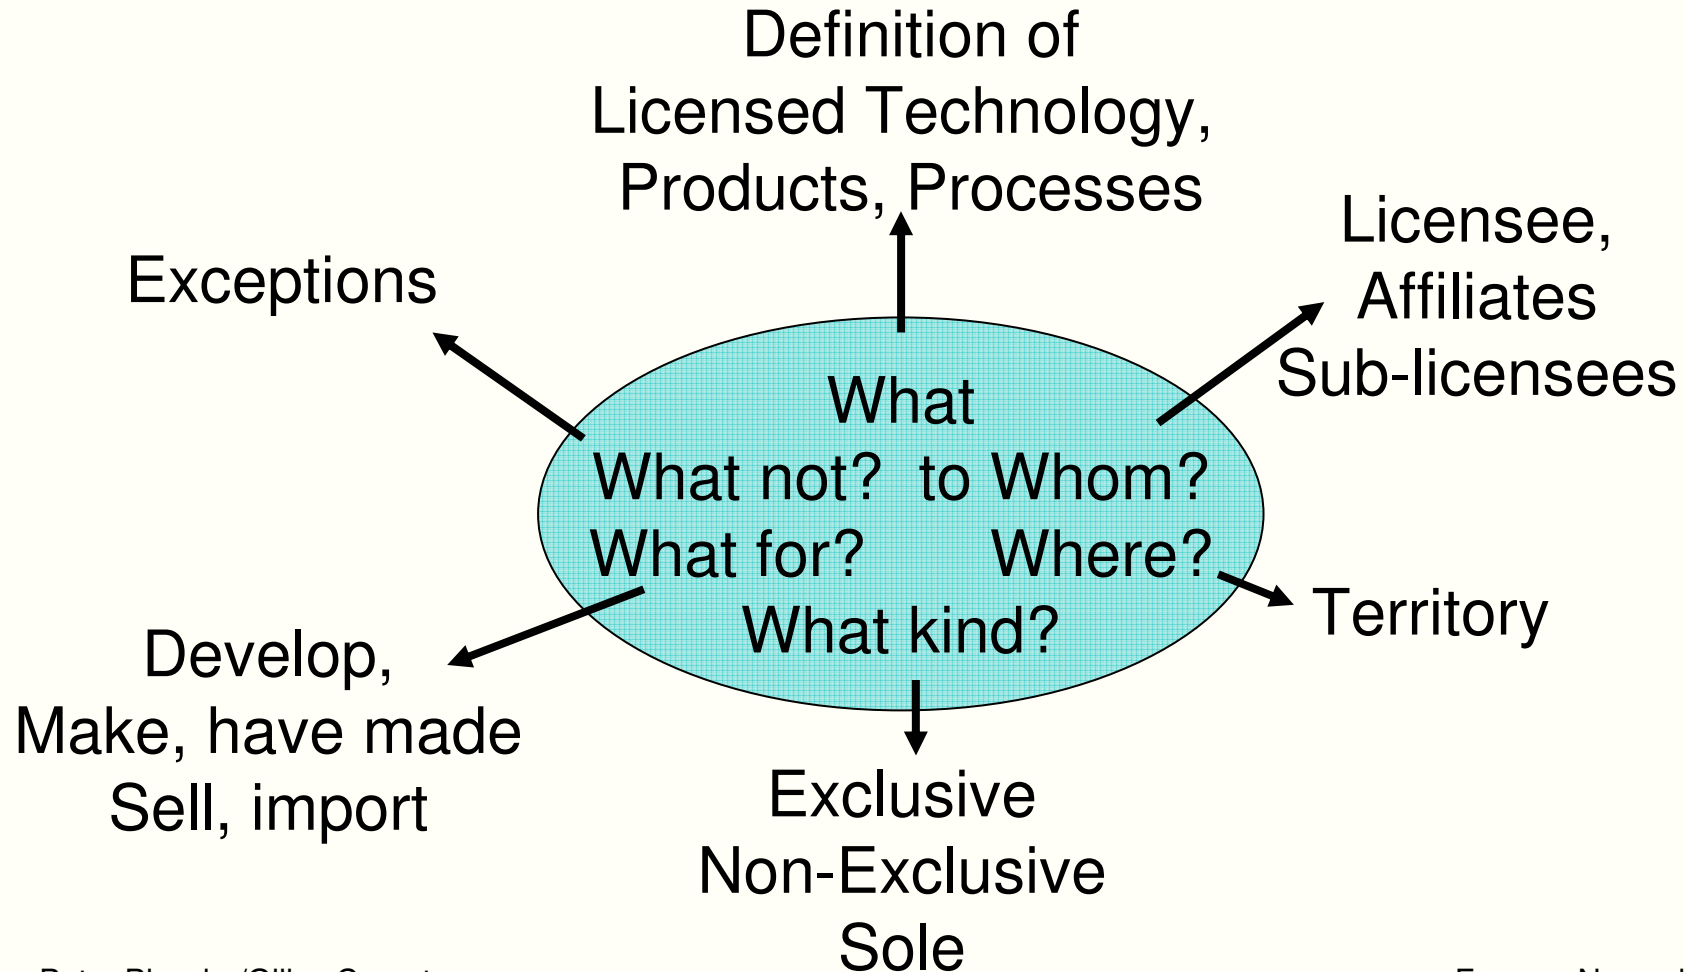 Definition of
Licensed Technology,
Products, Processes
Licensee,
Affiliates
Sub-licensees
Exceptions
What
What not? to Whom?
What for? Where?
What kind?
Territory
Develop,
Make, have made
Sell, import
Exclusive
Non-Exclusive
Sole